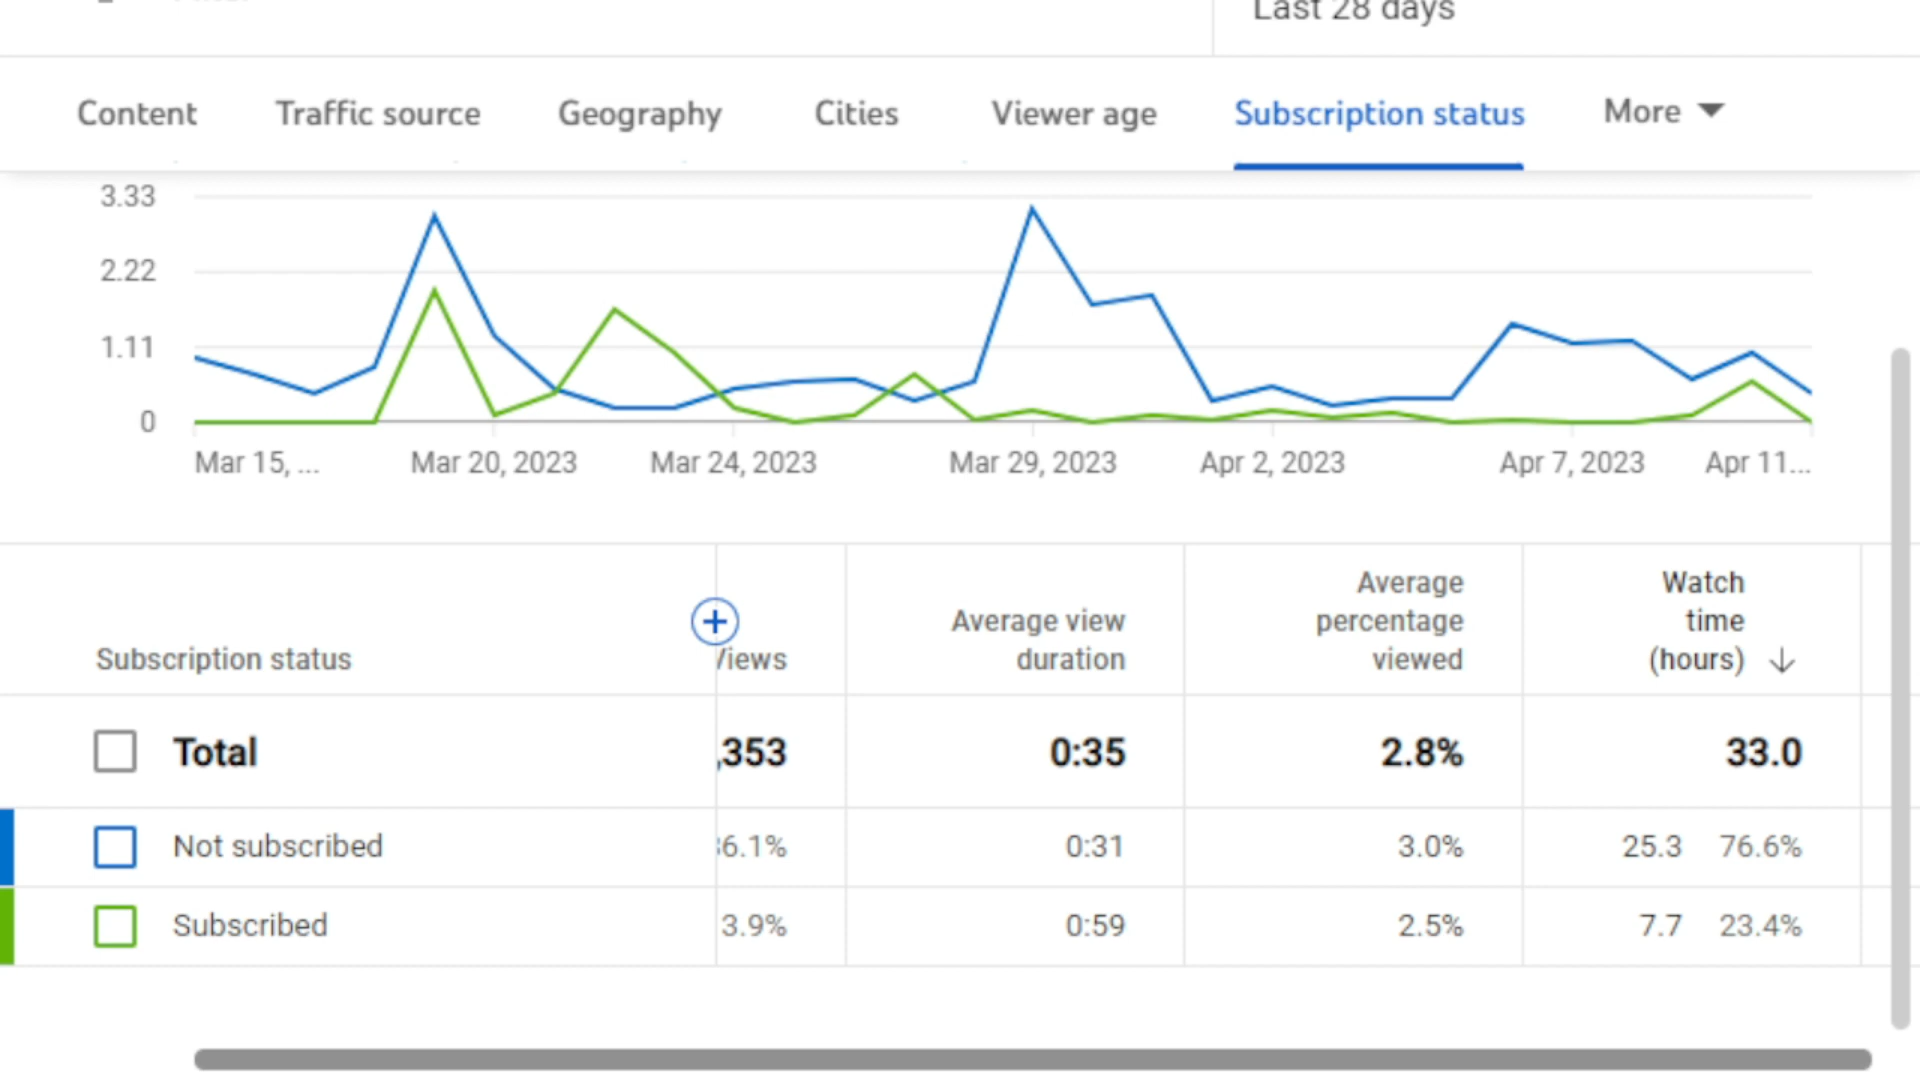 Last 28 days
Content Traffic source Geography Cities Viewer age Subscription status More
3.33
2.22
1.11
0
Mar 15, ... Mar 20, 2023 Mar 24, 2023 Mar 29, 2023 Apr 2, 2023 Apr 7, 2023 Apr 11...
Subscription status Views Average view duration Average percentage viewed Watch time (hours)
Total ,353 0:35 2.8% 33.0
Not subscribed 6.1% 0:31 3.0% 25.3 76.6%
Subscribed 3.9% 0:59 2.5% 7.7 23.4%